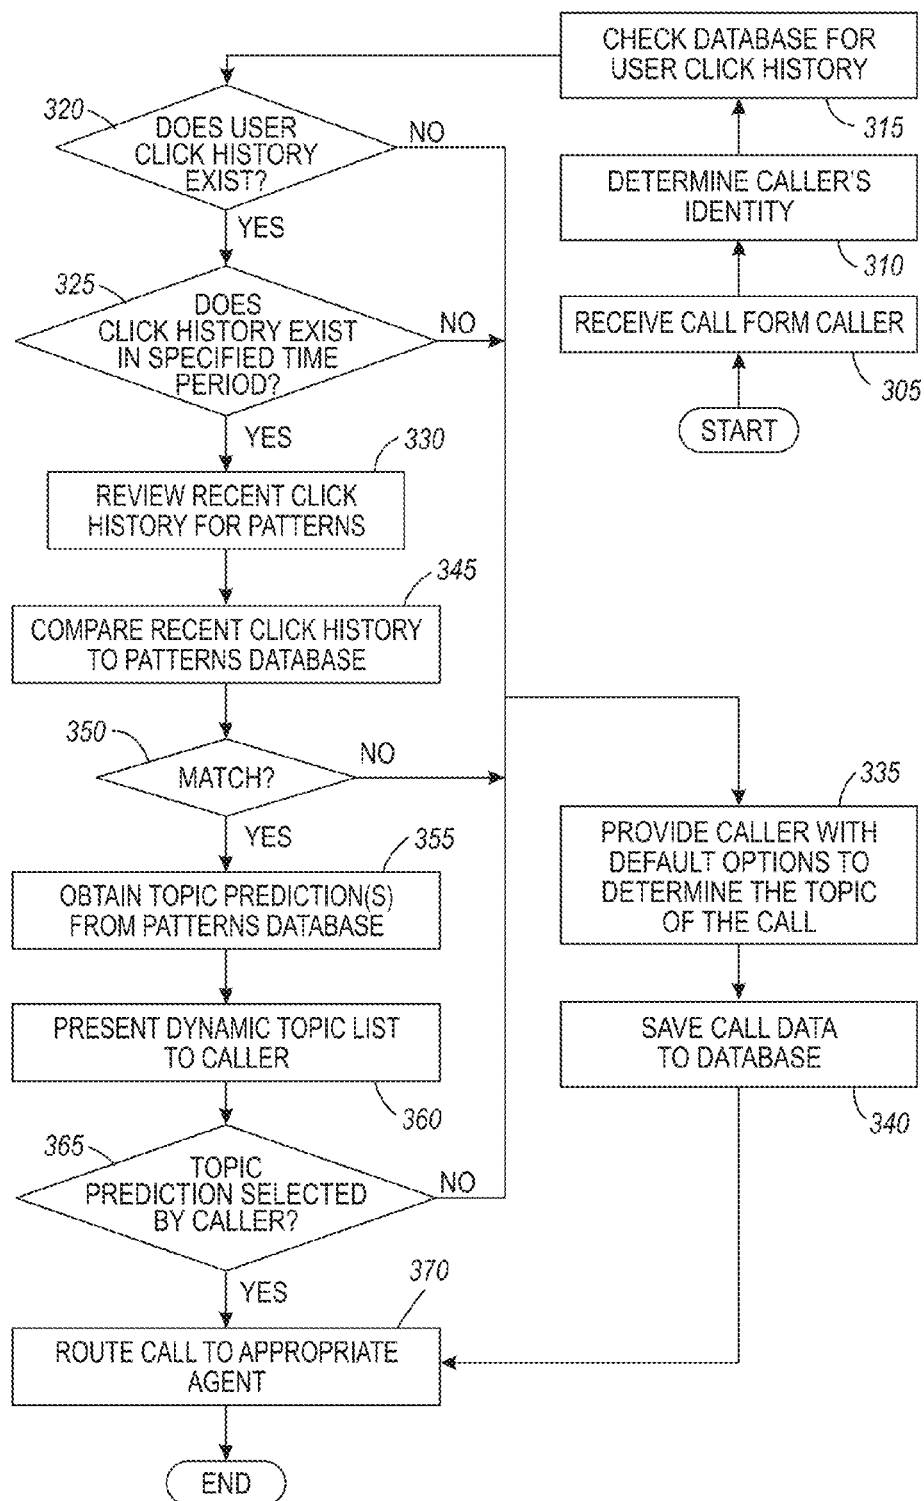 START
RECEIVE CALL FORM CALLER
305
DETERMINE CALLER'S
IDENTITY
310
CHECK DATABASE FOR
USER CLICK HISTORY
315
320
DOES USER
CLICK HISTORY
EXIST?
NO
YES
325
DOES
CLICK HISTORY EXIST
IN SPECIFIED TIME
PERIOD?
NO
YES
330
REVIEW RECENT CLICK
HISTORY FOR PATTERNS
345
COMPARE RECENT CLICK HISTORY
TO PATTERNS DATABASE
350
MATCH?
NO
YES
355
OBTAIN TOPIC PREDICTION(S)
FROM PATTERNS DATABASE
PRESENT DYNAMIC TOPIC LIST
TO CALLER
360
365
TOPIC
PREDICTION SELECTED
BY CALLER?
NO
YES
335
PROVIDE CALLER WITH
DEFAULT OPTIONS TO
DETERMINE THE TOPIC
OF THE CALL
SAVE CALL DATA
TO DATABASE
340
370
ROUTE CALL TO APPROPRIATE
AGENT
END